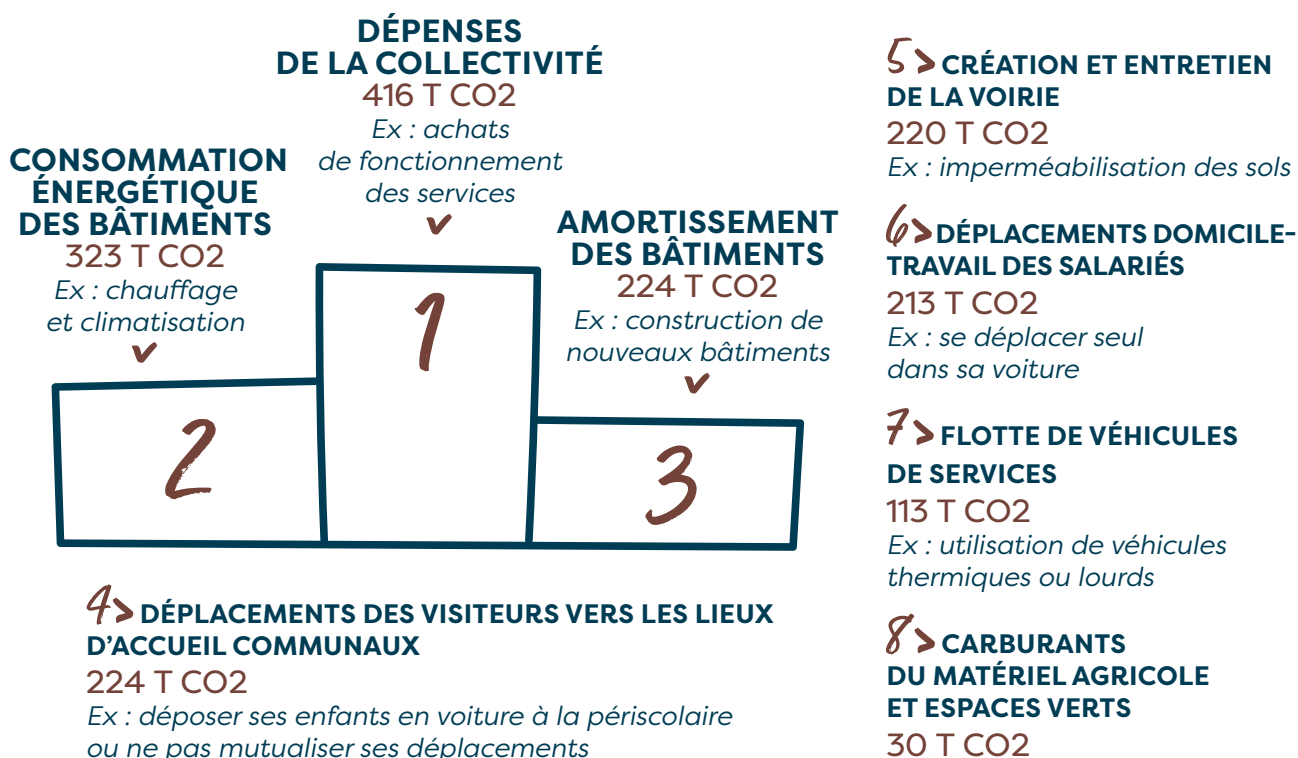 DÉPENSES
DE LA COLLECTIVITÉ
416 T CO2
Ex : achats
de fonctionnement
des services
1
CONSOMMATION
ÉNERGÉTIQUE
DES BÂTIMENTS
323 T CO2
Ex : chauffage
et climatisation
2
AMORTISSEMENT
DES BÂTIMENTS
224 T CO2
Ex : construction de
nouveaux bâtiments
3
4> DÉPLACEMENTS DES VISITEURS VERS LES LIEUX
D’ACCUEIL COMMUNAUX
224 T CO2
Ex : déposer ses enfants en voiture à la périscolaire
ou ne pas mutualiser ses déplacements
5> CRÉATION ET ENTRETIEN
DE LA VOIRIE
220 T CO2
Ex : imperméabilisation des sols
6> DÉPLACEMENTS DOMICILE-
TRAVAIL DES SALARIÉS
213 T CO2
Ex : se déplacer seul
dans sa voiture
7> FLOTTE DE VÉHICULES
DE SERVICES
113 T CO2
Ex : utilisation de véhicules
thermiques ou lourds
8> CARBURANTS
DU MATÉRIEL AGRICOLE
ET ESPACES VERTS
30 T CO2